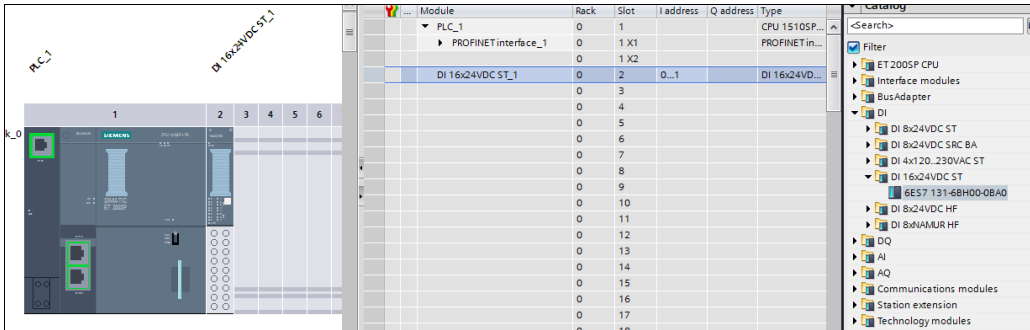 PLC_1
DI 16x24VDC ST_1
1 2 3 4 5 6
k_0
SIEMENS
SIMATIC
ET 200SP
... Module Rack Slot I address Q address Type
PLC_1 0 1 CPU 1510SP...
PROFINET interface_1 0 1 X1 PROFINET in...
0 1 X2
DI 16x24VDC ST_1 0 2 0...1 DI 16x24VD...
0 3
0 4
0 5
0 6
0 7
0 8
0 9
0 10
0 11
0 12
0 13
0 14
0 15
0 16
0 17
Catalog
<Search>
Filter
ET 200SP CPU
Interface modules
BusAdapter
DI
DI 8x24VDC ST
DI 8x24VDC SRC BA
DI 4x120..230VAC ST
DI 16x24VDC ST
6ES7 131-6BH00-0BA0
DI 8x24VDC HF
DI 8xNAMUR HF
DQ
AI
AQ
Communications modules
Station extension
Technology modules